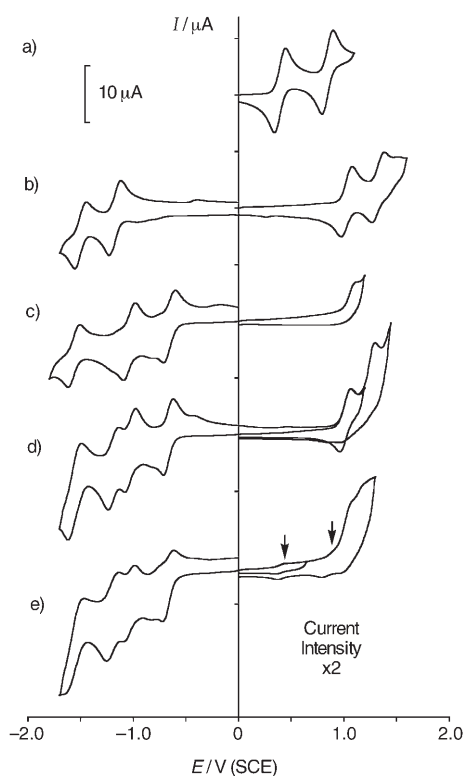 I/µA
a)
10 µA
b)
c)
d)
e)
Current
Intensity
x2
−2.0 −1.0 0 1.0 2.0
E/V (SCE)